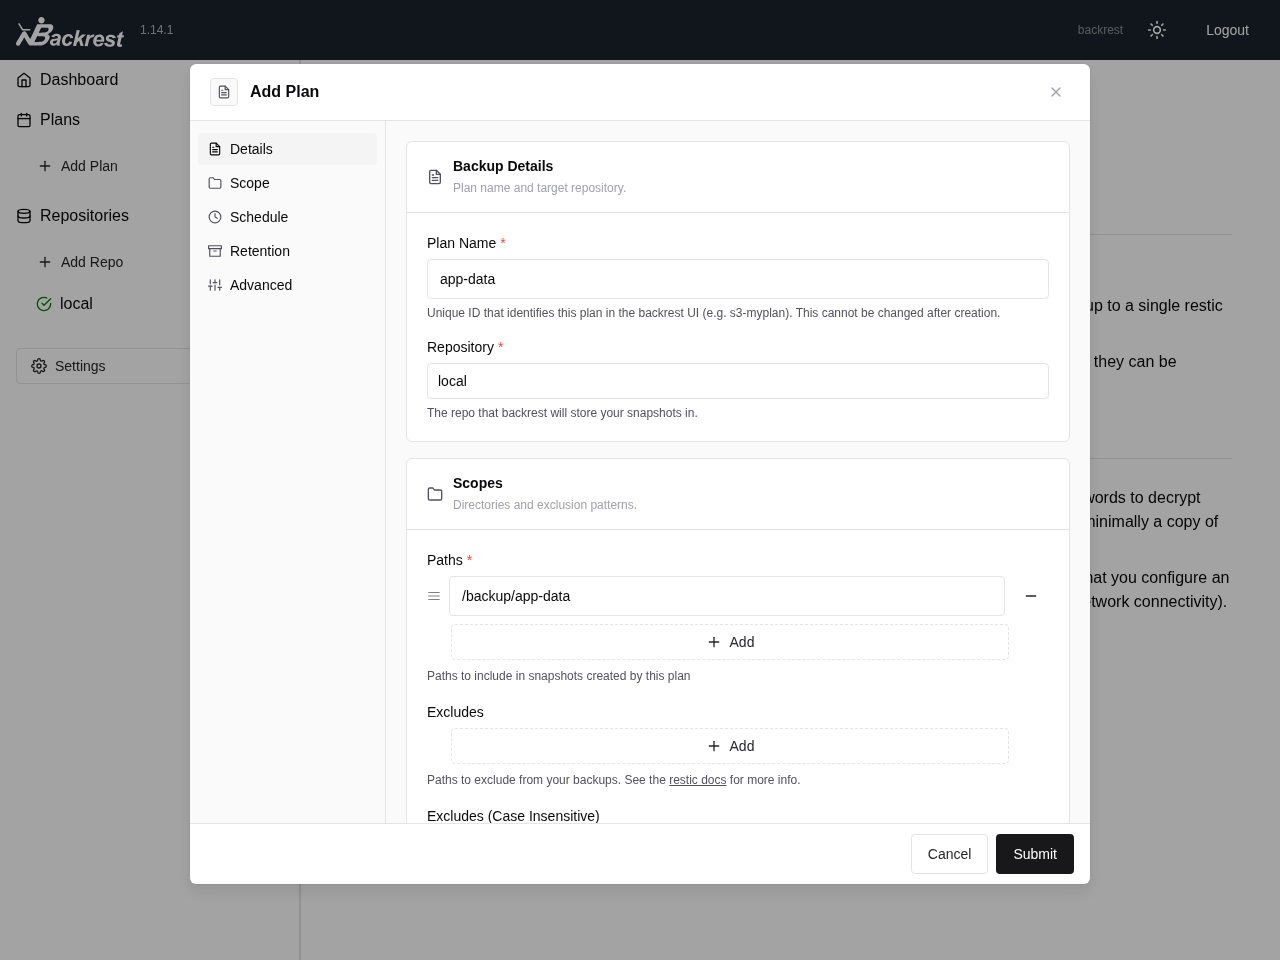 Backrest 1.14.1 backrest Logout
Dashboard
Plans
Add Plan
Repositories
Add Repo
local
Settings
Add Plan
Details
Scope
Schedule
Retention
Advanced
Backup Details
Plan name and target repository.
Plan Name *
app-data
Unique ID that identifies this plan in the backrest UI (e.g. s3-myplan). This cannot be changed after creation.
Repository *
local
The repo that backrest will store your snapshots in.
Scopes
Directories and exclusion patterns.
Paths *
/backup/app-data
Add
Paths to include in snapshots created by this plan
Excludes
Add
Paths to exclude from your backups. See the restic docs for more info.
Excludes (Case Insensitive)
Cancel
Submit
up to a single restic
they can be
words to decrypt
minimally a copy of
that you configure an
network connectivity).